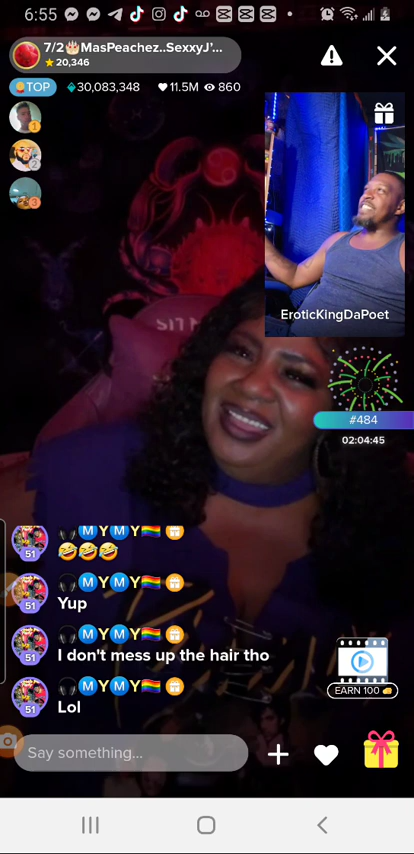 6:55
7/2🎂MasPeachez..SexxyJ'...
20,346
TOP
30,083,348
11.5M
860
EroticKingDaPoet
#484
02:04:45
51
🎧ⓂYⓂY🏳️‍🌈
🤣🤣🤣
51
🎧ⓂYⓂY🏳️‍🌈
Yup
51
🎧ⓂYⓂY🏳️‍🌈
I don't mess up the hair tho
51
🎧ⓂYⓂY🏳️‍🌈
Lol
EARN 100
Say something...